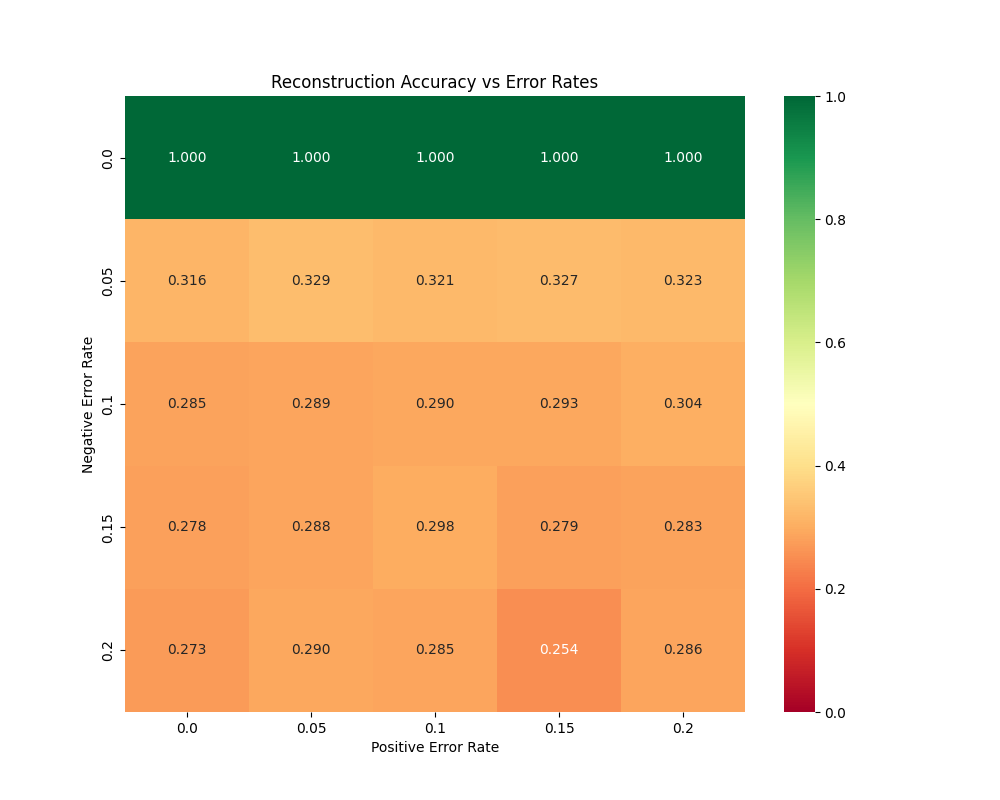 Reconstruction Accuracy vs Error Rates
1.0
0.0
1.000 1.000 1.000 1.000 1.000
0.8
0.05
0.316 0.329 0.321 0.327 0.323
0.6
Negative Error Rate
0.1
0.285 0.289 0.290 0.293 0.304
0.4
0.15
0.278 0.288 0.298 0.279 0.283
0.2
0.2
0.273 0.290 0.285 0.254 0.286
0.0
0.0 0.05 0.1 0.15 0.2
Positive Error Rate